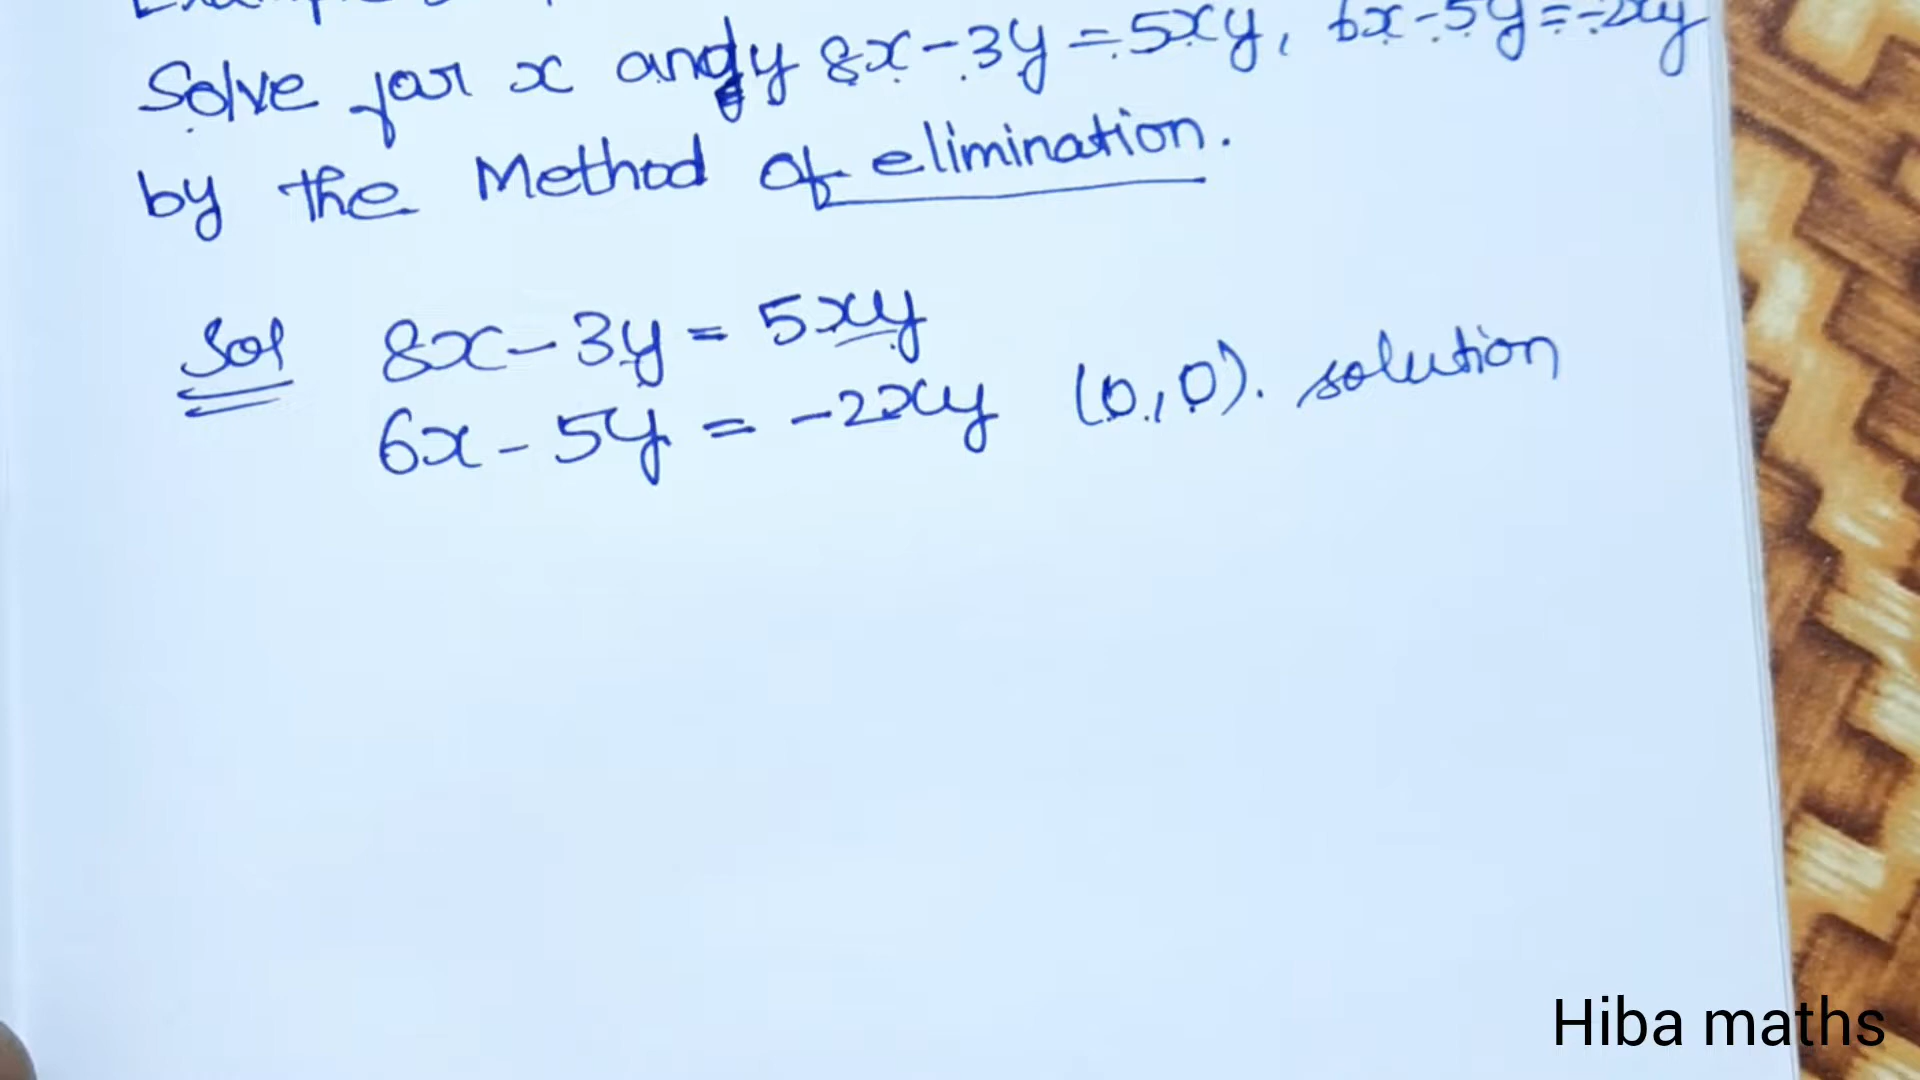 Solve for x and y 8x-3y=5xy, 6x-5y=-2xy
by the Method of elimination.
Sol 8x-3y=5xy
6x-5y=-2xy (0,0). solution
Hiba maths